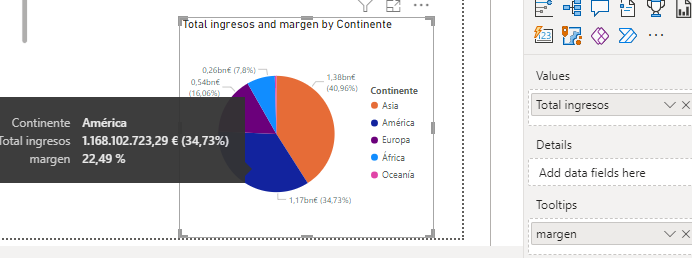 Total ingresos and margen by Continente
0,26bn€ (7,8%)
0,54bn€
(16,06%)
1,38bn€
(40,96%)
1,17bn€ (34,73%)
Continente
Asia
América
Europa
África
Oceanía
Continente América
Total ingresos 1.168.102.723,29 € (34,73%)
margen 22,49 %
123
Values
Total ingresos
Details
Add data fields here
Tooltips
margen